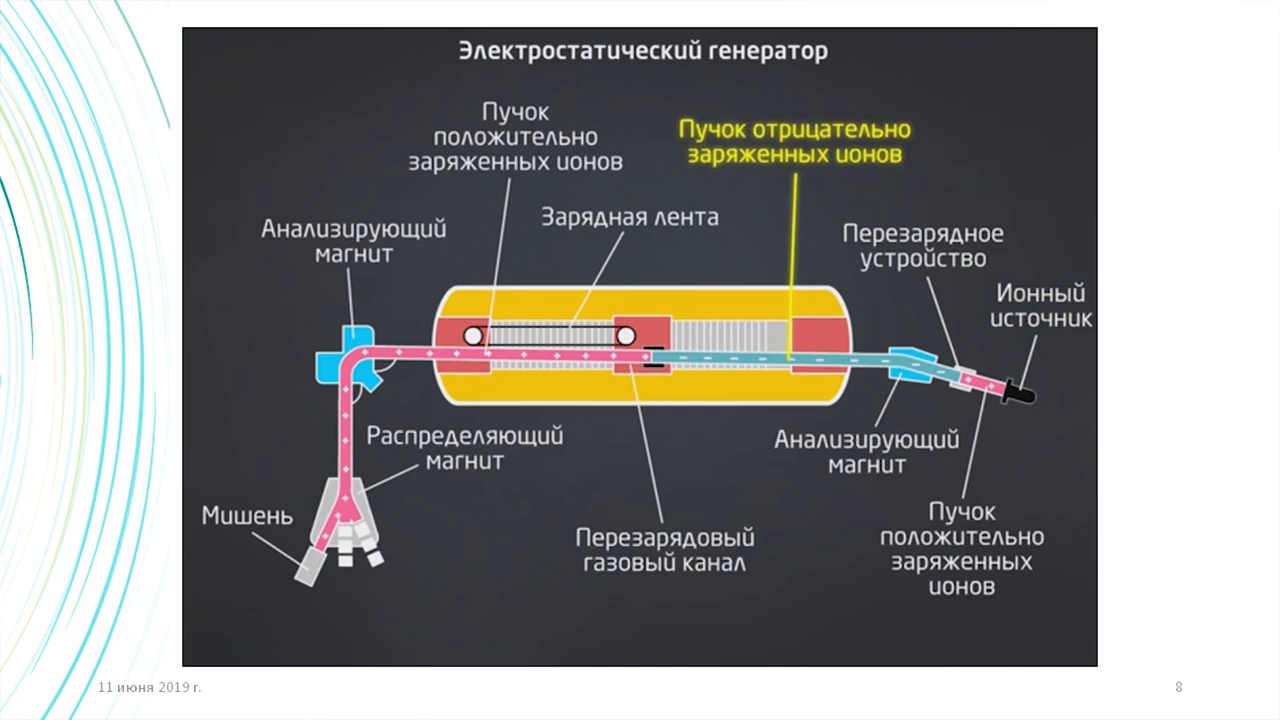 Электростатический генератор
Пучок
положительно
заряженных ионов
Пучок отрицательно
заряженных ионов
Зарядная лента
Анализирующий
магнит
Перезарядное
устройство
Ионный
источник
Распределяющий
магнит
Анализирующий
магнит
Мишень
Перезарядовый
газовый канал
Пучок
положительно
заряженных
ионов
11 июня 2019 г.
8